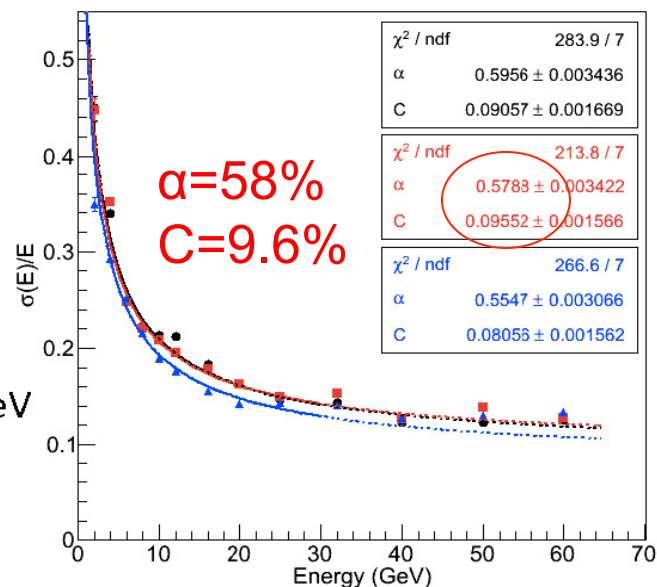 0.5
0.4
0.3
0.2
0.1
0
σ(E)/E
0 10 20 30 40 50 60 70
Energy (GeV)
eV
α=58%
C=9.6%
χ² / ndf 283.9 / 7
α 0.5956 ± 0.003436
C 0.09057 ± 0.001669
χ² / ndf 213.8 / 7
α 0.5788 ± 0.003422
C 0.09552 ± 0.001566
χ² / ndf 266.6 / 7
α 0.5547 ± 0.003066
C 0.08056 ± 0.001562